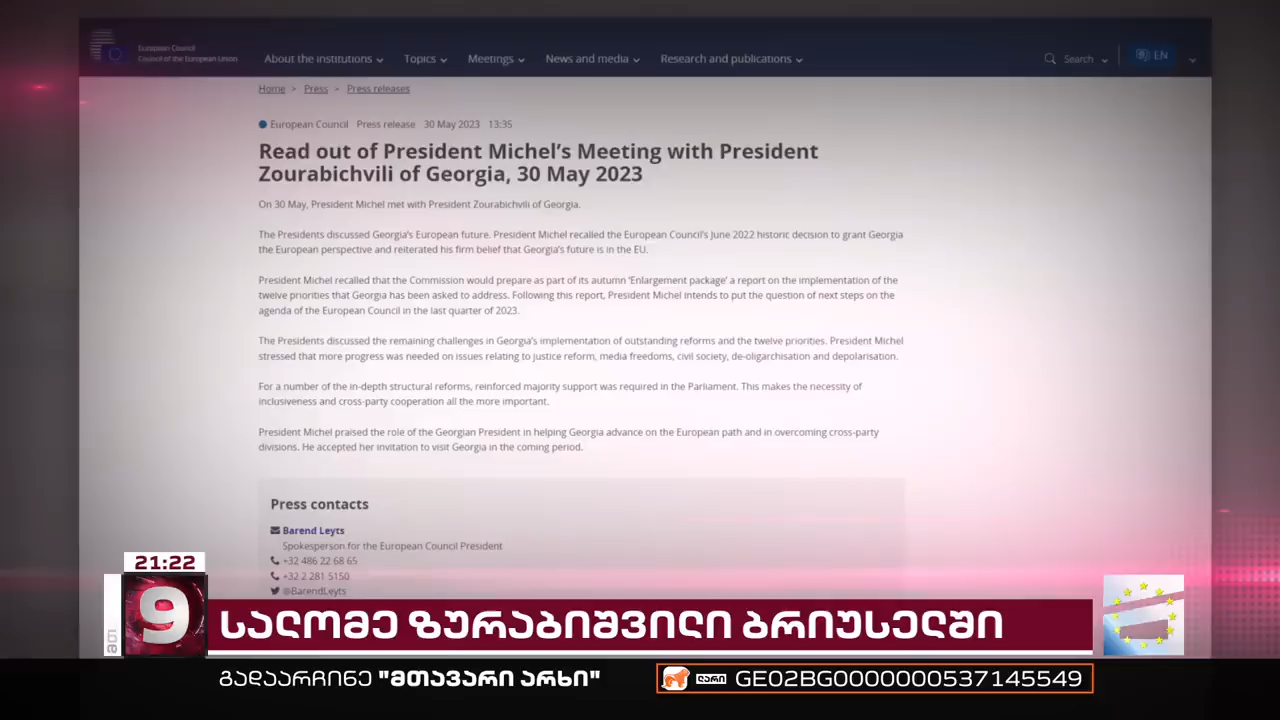 European Council
Council of the European Union
About the institutions
Topics
Meetings
News and media
Research and publications
Search
EN
Home > Press > Press releases
European Council Press release 30 May 2023 13:35
Read out of President Michel’s Meeting with President
Zourabichvili of Georgia, 30 May 2023
On 30 May, President Michel met with President Zourabichvili of Georgia.
The Presidents discussed Georgia’s European future. President Michel recalled the European Council’s June 2022 historic decision to grant Georgia
the European perspective and reiterated his firm belief that Georgia’s future is in the EU.
President Michel recalled that the Commission would prepare as part of its autumn ‘Enlargement package’ a report on the implementation of the
twelve priorities that Georgia has been asked to address. Following this report, President Michel intends to put the question of next steps on the
agenda of the European Council in the last quarter of 2023.
The Presidents discussed the remaining challenges in Georgia’s implementation of outstanding reforms and the twelve priorities. President Michel
stressed that more progress was needed on issues relating to justice reform, media freedoms, civil society, de-oligarchisation and depolarisation.
For a number of the in-depth structural reforms, reinforced majority support was required in the Parliament. This makes the necessity of
inclusiveness and cross-party cooperation all the more important.
President Michel praised the role of the Georgian President in helping Georgia advance on the European path and in overcoming cross-party
divisions. He accepted her invitation to visit Georgia in the coming period.
Press contacts
Barend Leyts
Spokesperson for the European Council President
+32 486 22 68 65
+32 2 281 5150
@BarendLeyts
21:22
9
სალომე ზურაბიშვილი ბრიუსელში
გადაარჩინე "მთავარი არხი"
ლარი GE02BG0000000537145549